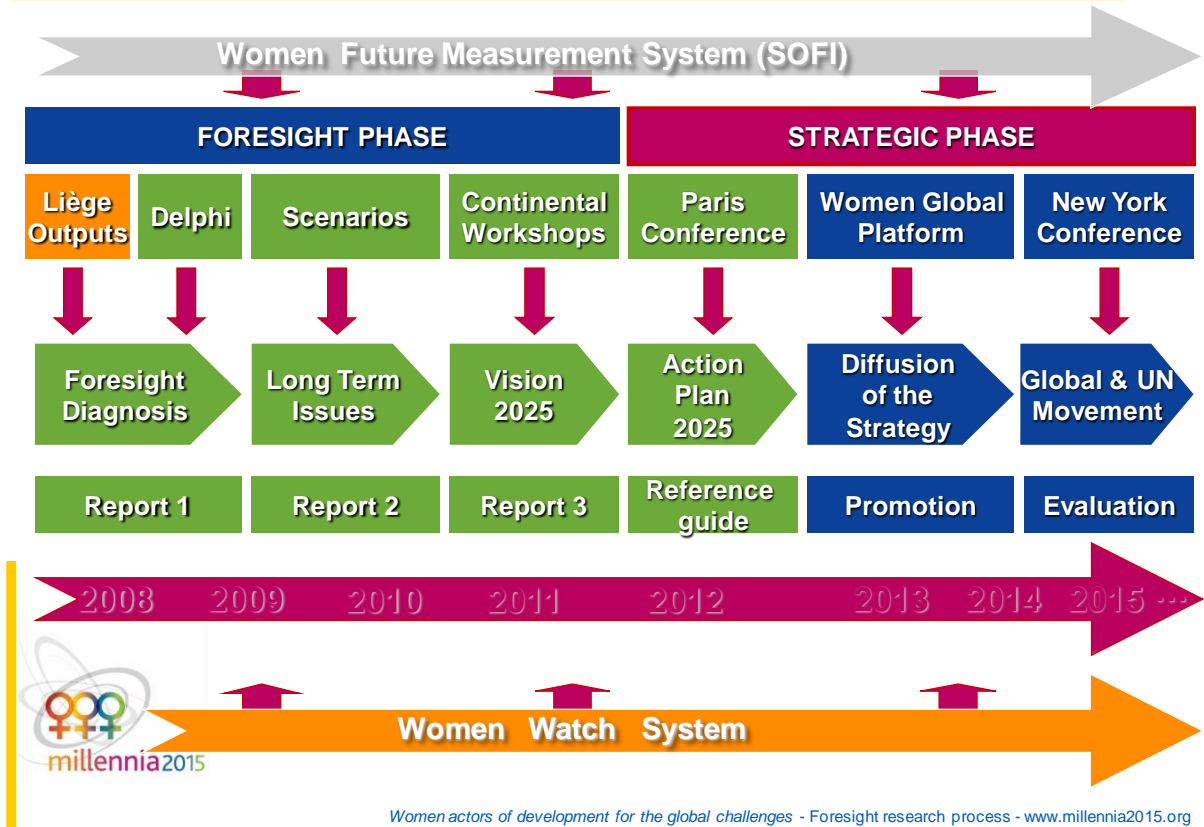 Women Future Measurement System (SOFI)
FORESIGHT PHASE
STRATEGIC PHASE
Liège
Outputs
Delphi
Scenarios
Continental
Workshops
Paris
Conference
Women Global
Platform
New York
Conference
Foresight
Diagnosis
Long Term
Issues
Vision
2025
Action
Plan
2025
Diffusion
of the
Strategy
Global & UN
Movement
Report 1
Report 2
Report 3
Reference
guide
Promotion
Evaluation
2008 2009 2010 2011 2012 2013 2014 2015 ...
Women Watch System
millennia2015
Women actors of development for the global challenges - Foresight research process - www.millennia2015.org